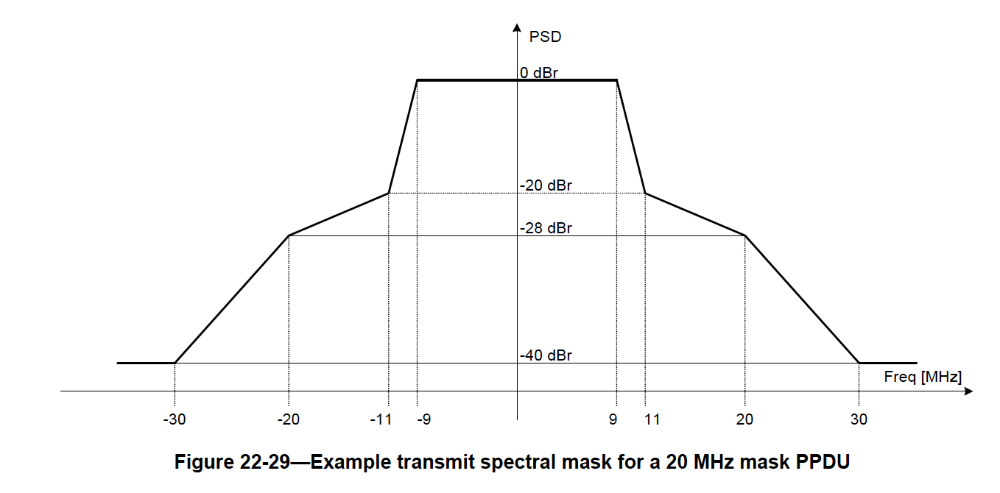 PSD
0 dBr
-20 dBr
-28 dBr
-40 dBr
Freq [MHz]
-30 -20 -11 -9 9 11 20 30
Figure 22-29—Example transmit spectral mask for a 20 MHz mask PPDU